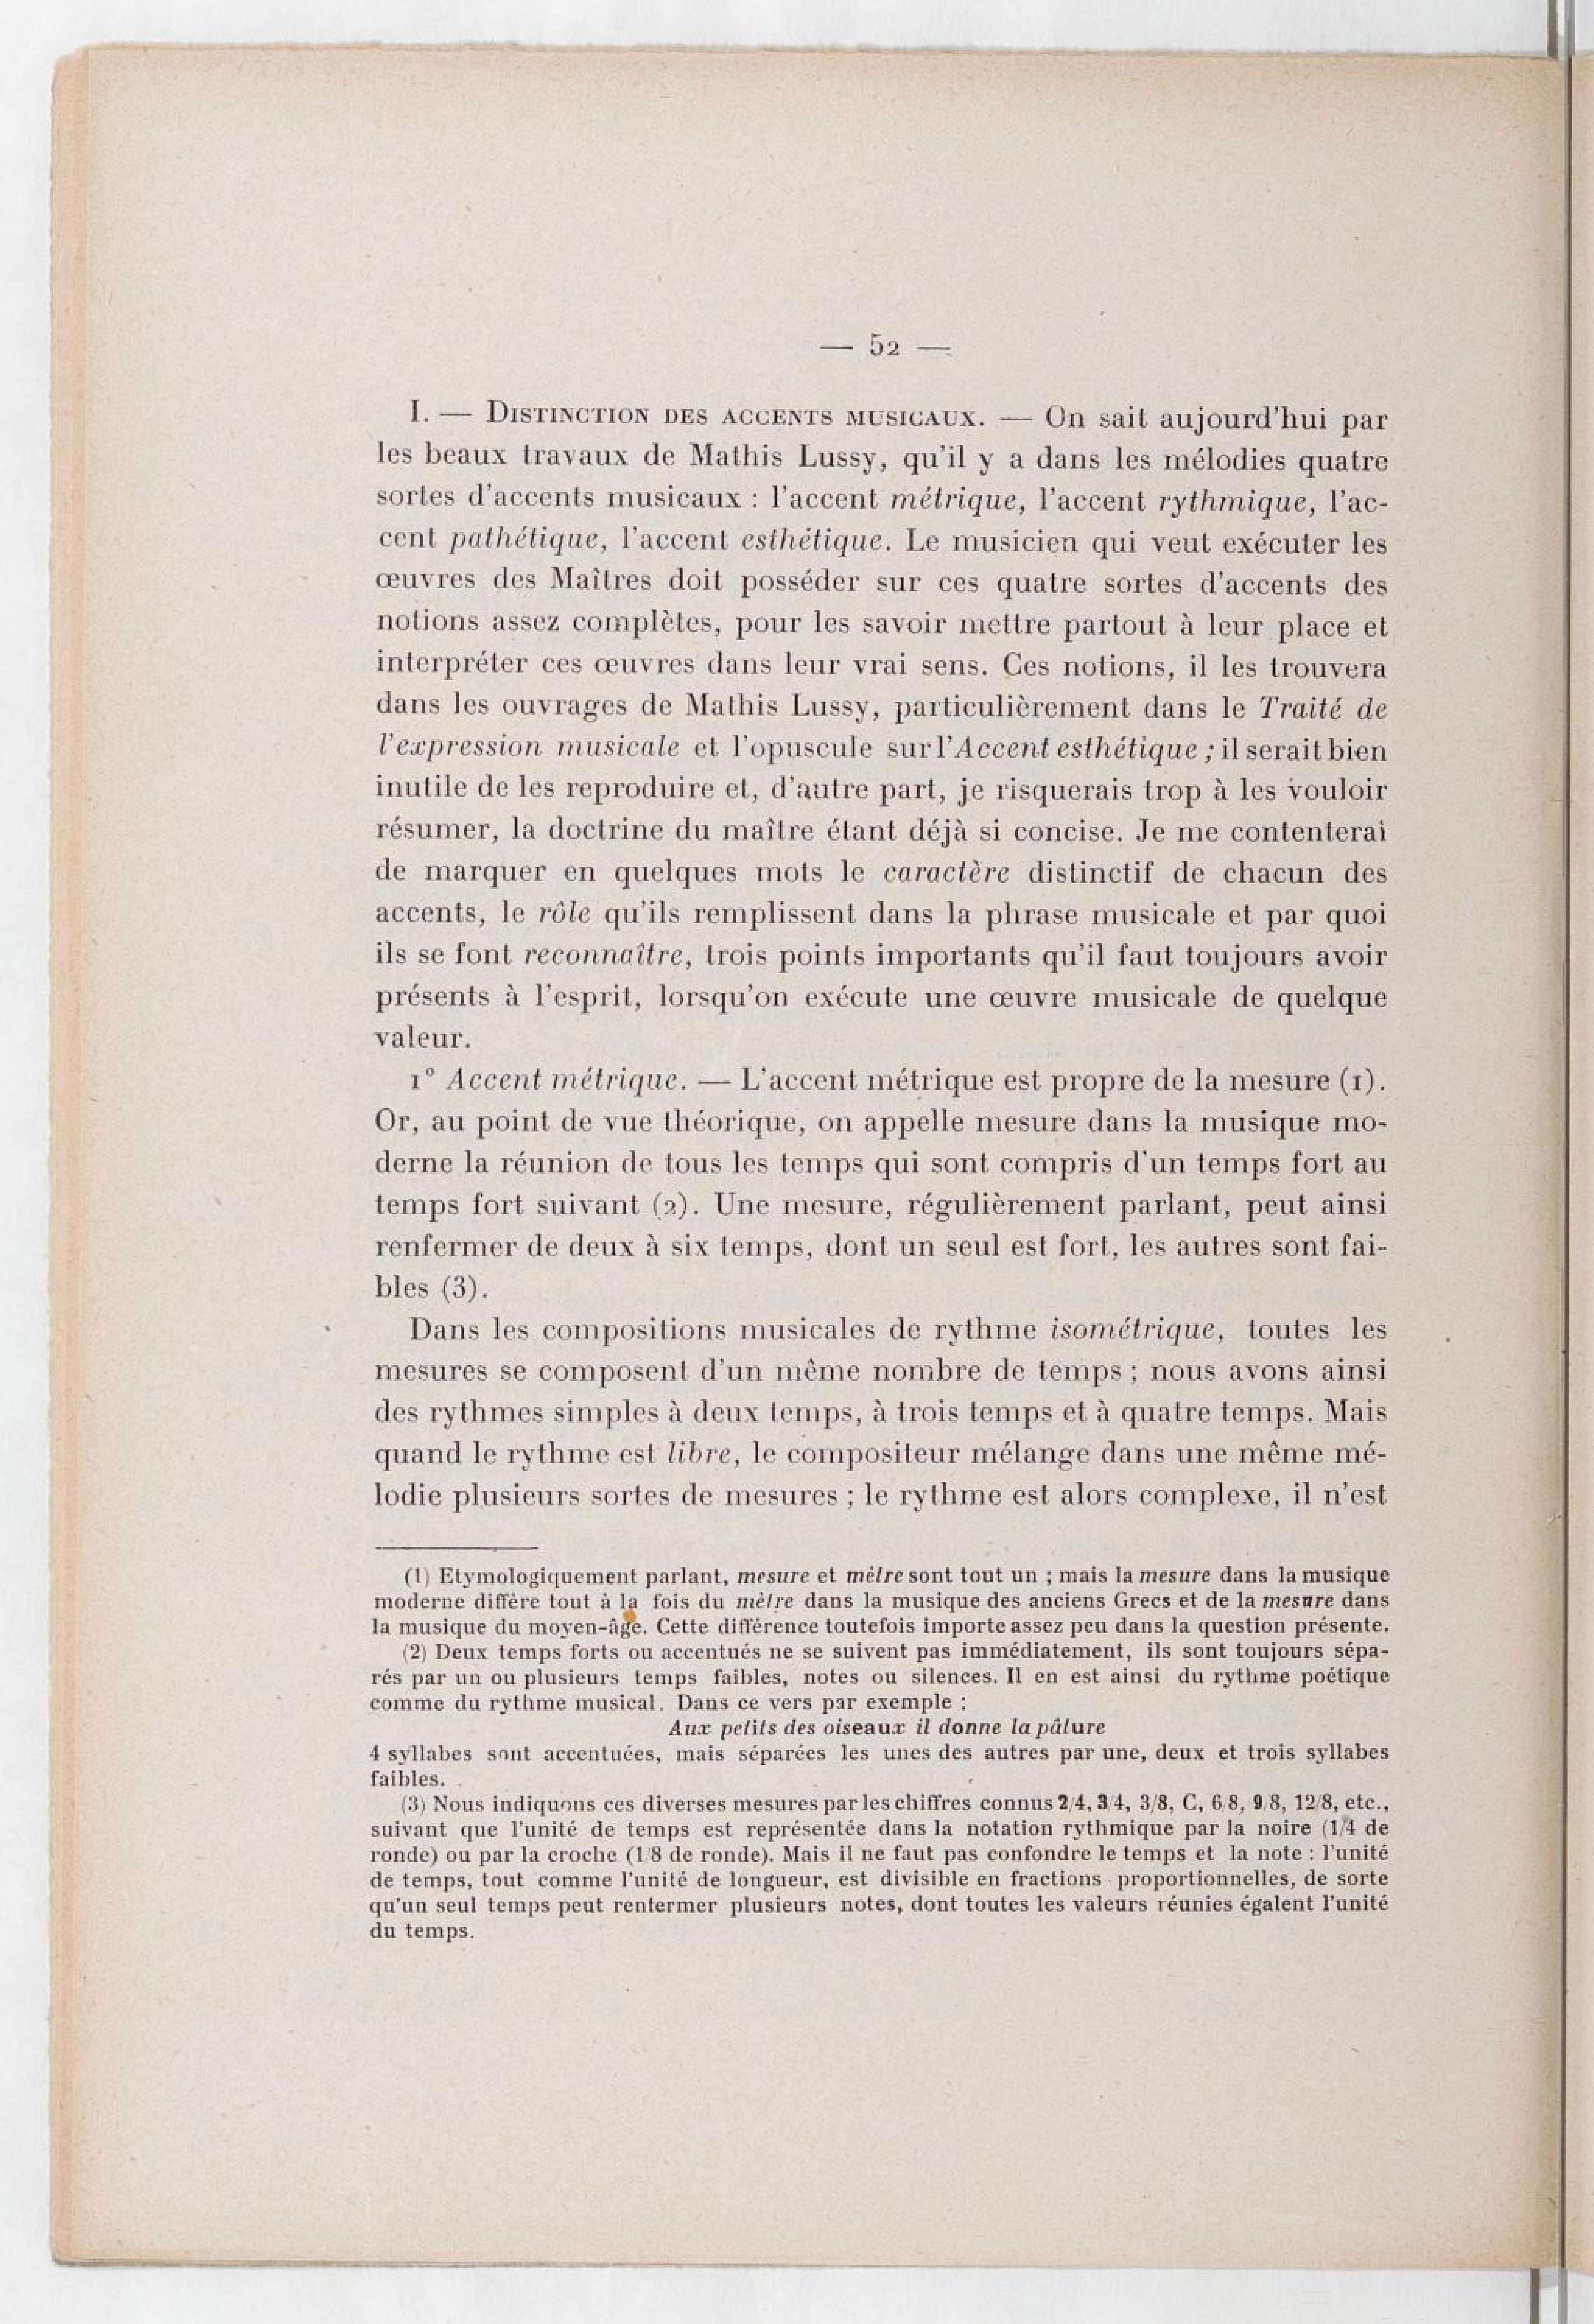 — 52 —
I. — DISTINCTION DES ACCENTS MUSICAUX. — On sait aujourd'hui par
les beaux travaux de Mathis Lussy, qu'il y a dans les mélodies quatre
sortes d'accents musicaux : l'accent métrique, l'accent rythmique, l'ac-
cent pathétique, l'accent esthétique. Le musicien qui veut exécuter les
œuvres des Maîtres doit posséder sur ces quatre sortes d'accents des
notions assez complètes, pour les savoir mettre partout à leur place et
interpréter ces œuvres dans leur vrai sens. Ces notions, il les trouvera
dans les ouvrages de Mathis Lussy, particulièrement dans le Traité de
l'expression musicale et l'opuscule sur l'Accent esthétique ; il serait bien
inutile de les reproduire et, d'autre part, je risquerais trop à les vouloir
résumer, la doctrine du maître étant déjà si concise. Je me contenterai
de marquer en quelques mots le caractère distinctif de chacun des
accents, le rôle qu'ils remplissent dans la phrase musicale et par quoi
ils se font reconnaître, trois points importants qu'il faut toujours avoir
présents à l'esprit, lorsqu'on exécute une œuvre musicale de quelque
valeur.
1° Accent métrique. — L'accent métrique est propre de la mesure (1).
Or, au point de vue théorique, on appelle mesure dans la musique mo-
derne la réunion de tous les temps qui sont compris d'un temps fort au
temps fort suivant (2). Une mesure, régulièrement parlant, peut ainsi
renfermer de deux à six temps, dont un seul est fort, les autres sont fai-
bles (3).
Dans les compositions musicales de rythme isométrique, toutes les
mesures se composent d'un même nombre de temps ; nous avons ainsi
des rythmes simples à deux temps, à trois temps et à quatre temps. Mais
quand le rythme est libre, le compositeur mélange dans une même mé-
lodie plusieurs sortes de mesures ; le rythme est alors complexe, il n'est
(1) Etymologiquement parlant, mesure et mètre sont tout un ; mais la mesure dans la musique
moderne diffère tout à la fois du mètre dans la musique des anciens Grecs et de la mesure dans
la musique du moyen-âge. Cette différence toutefois importe assez peu dans la question présente.
(2) Deux temps forts ou accentués ne se suivent pas immédiatement, ils sont toujours sépa-
rés par un ou plusieurs temps faibles, notes ou silences. Il en est ainsi du rythme poétique
comme du rythme musical. Dans ce vers par exemple :
Aux petits des oiseaux il donne la pâture
4 syllabes sont accentuées, mais séparées les unes des autres par une, deux et trois syllabes
faibles.
(3) Nous indiquons ces diverses mesures par les chiffres connus 2/4, 3/4, 3/8, C, 6/8, 9/8, 12/8, etc.,
suivant que l'unité de temps est représentée dans la notation rythmique par la noire (1/4 de
ronde) ou par la croche (1/8 de ronde). Mais il ne faut pas confondre le temps et la note : l'unité
de temps, tout comme l'unité de longueur, est divisible en fractions proportionnelles, de sorte
qu'un seul temps peut renfermer plusieurs notes, dont toutes les valeurs réunies égalent l'unité
du temps.